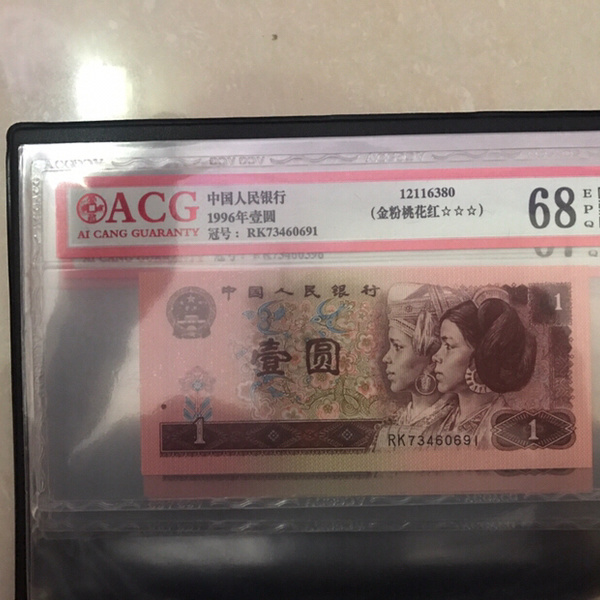 ACG
AI CANG GUARANTY
中国人民银行
1996年壹圆
冠号：RK73460691
12116380
(金粉桃花红☆☆☆)
68
E
P
Q
中国人民银行
1
壹圆
1
RK73460691
1